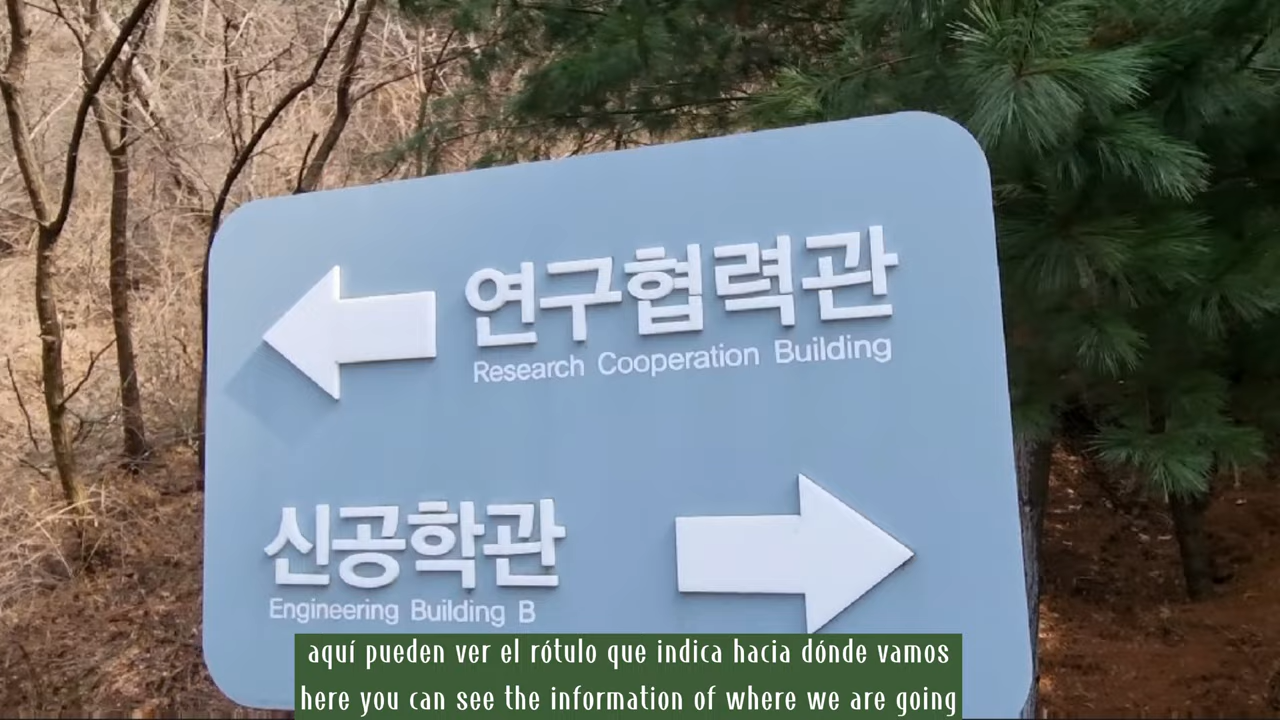 연구협력관
Research Cooperation Building
신공학관
Engineering Building B
aquí pueden ver el rótulo que indica hacia dónde vamos
here you can see the information of where we are going